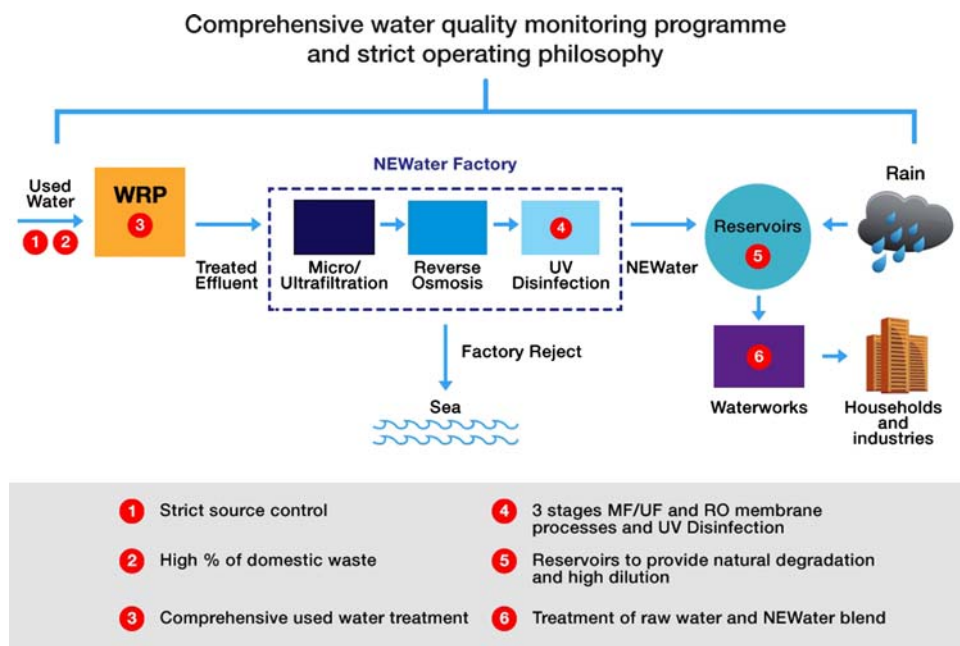 Comprehensive water quality monitoring programme
and strict operating philosophy
NEWater Factory
Used
Water
1 2
WRP
3
Treated
Effluent
Micro/
Ultrafiltration
Reverse
Osmosis
4
UV
Disinfection
NEWater
Reservoirs
5
Rain
Factory Reject
Sea
6
Waterworks
Households
and
industries
1 Strict source control
2 High % of domestic waste
3 Comprehensive used water treatment
4 3 stages MF/UF and RO membrane
processes and UV Disinfection
5 Reservoirs to provide natural degradation
and high dilution
6 Treatment of raw water and NEWater blend